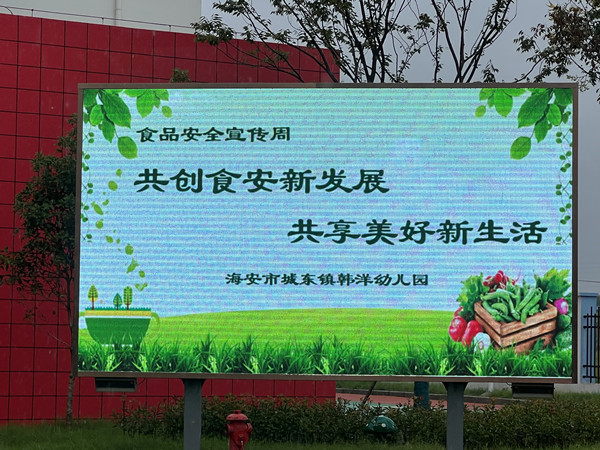 食品安全宣传周
共创食安新发展
共享美好新生活
海安市城东镇韩洋幼儿园